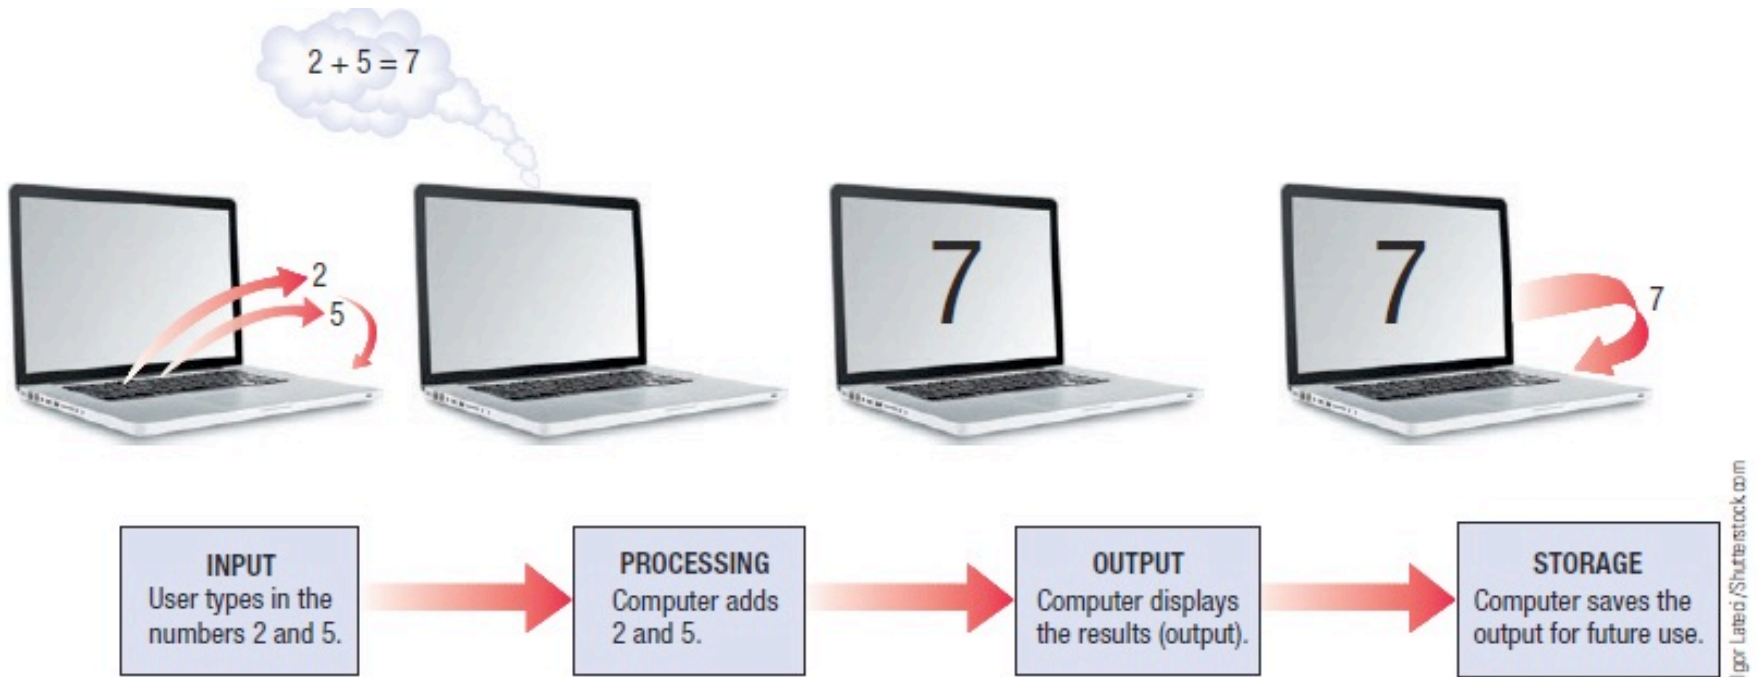 2 + 5 = 7
2
5
7
7
7
INPUT
User types in the
numbers 2 and 5.
PROCESSING
Computer adds
2 and 5.
OUTPUT
Computer displays
the results (output).
STORAGE
Computer saves the
output for future use.
/Shutterstock.com